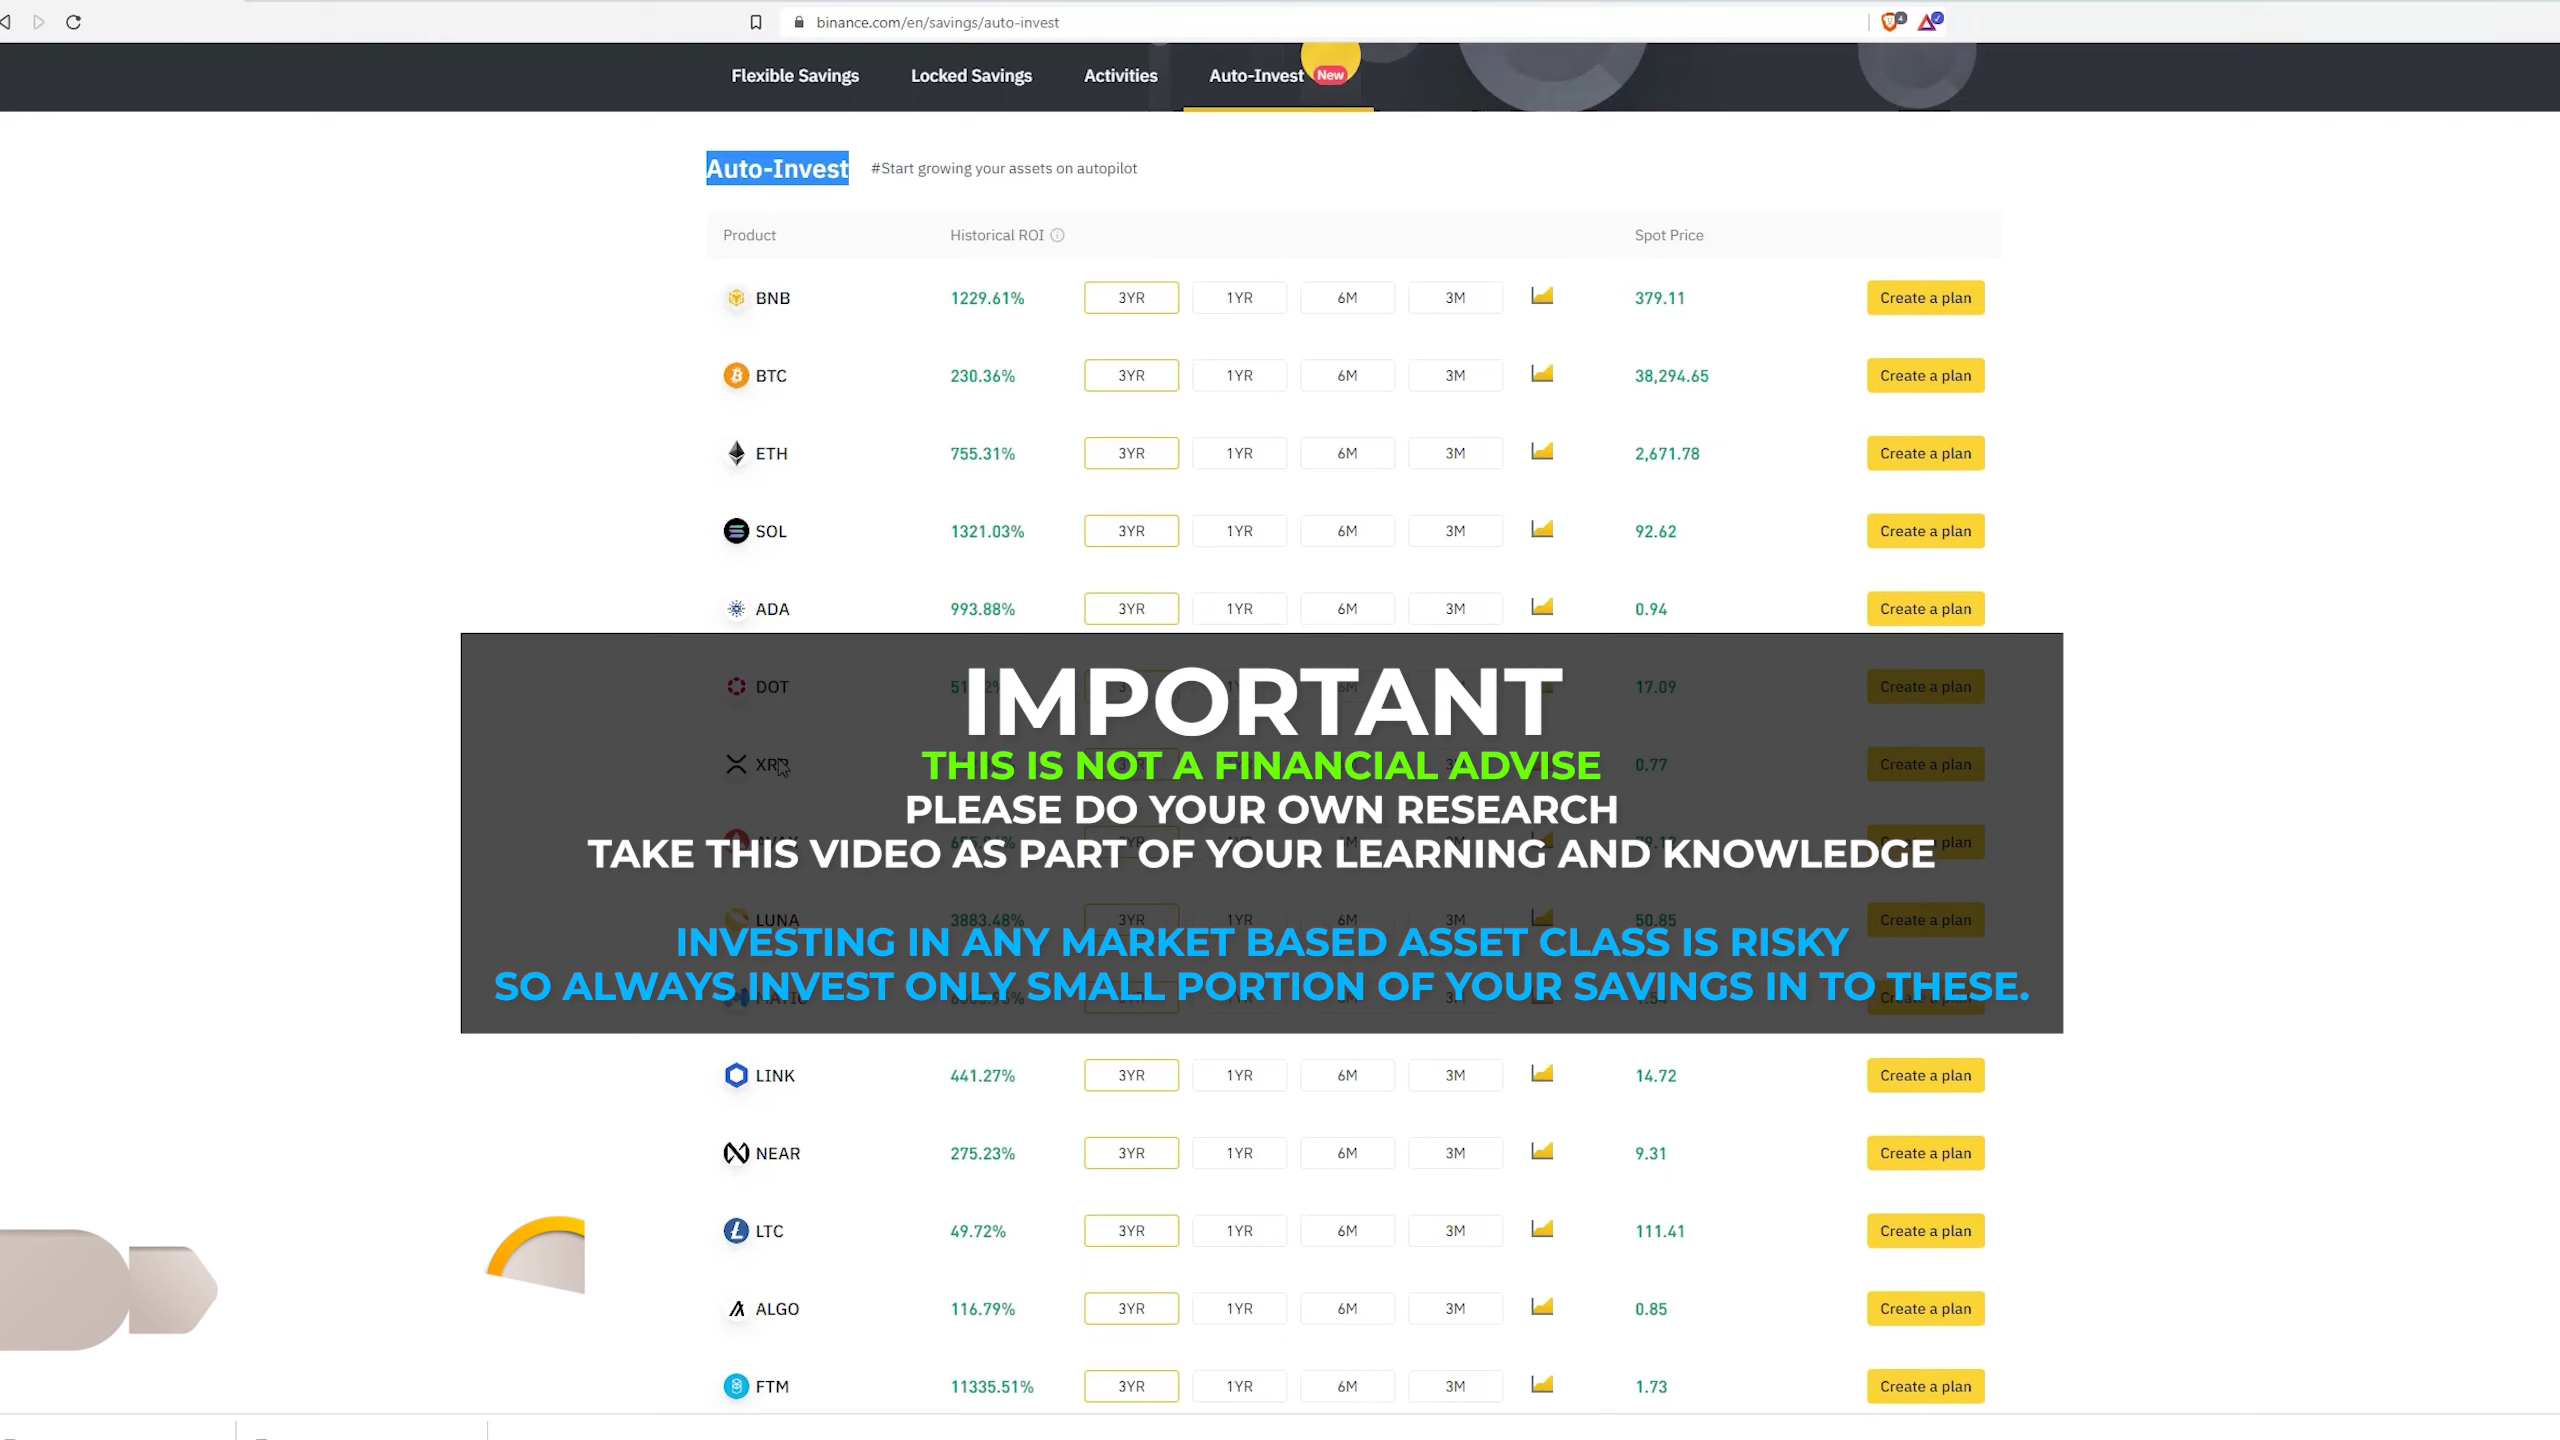 binance.com/en/savings/auto-invest
Flexible Savings Locked Savings Activities Auto-Invest New
Auto-Invest #Start growing your assets on autopilot
Product Historical ROI Spot Price
BNB 1229.61% 3YR 1YR 6M 3M 379.11 Create a plan
BTC 230.36% 3YR 1YR 6M 3M 38,294.65 Create a plan
ETH 755.31% 3YR 1YR 6M 3M 2,671.78 Create a plan
SOL 1321.03% 3YR 1YR 6M 3M 92.62 Create a plan
ADA 993.88% 3YR 1YR 6M 3M 0.94 Create a plan
IMPORTANT
DOT 17.09 Create a plan
THIS IS NOT A FINANCIAL ADVISE
XRP 0.77 Create a plan
PLEASE DO YOUR OWN RESEARCH
TAKE THIS VIDEO AS PART OF YOUR LEARNING AND KNOWLEDGE
Create a plan
LUNA 3883.48% 3YR 1YR 6M 3M 50.85 Create a plan
INVESTING IN ANY MARKET BASED ASSET CLASS IS RISKY
SO ALWAYS INVEST ONLY SMALL PORTION OF YOUR SAVINGS IN TO THESE.
MATIC
LINK 441.27% 3YR 1YR 6M 3M 14.72 Create a plan
NEAR 275.23% 3YR 1YR 6M 3M 9.31 Create a plan
LTC 49.72% 3YR 1YR 6M 3M 111.41 Create a plan
ALGO 116.79% 3YR 1YR 6M 3M 0.85 Create a plan
FTM 11335.51% 3YR 1YR 6M 3M 1.73 Create a plan